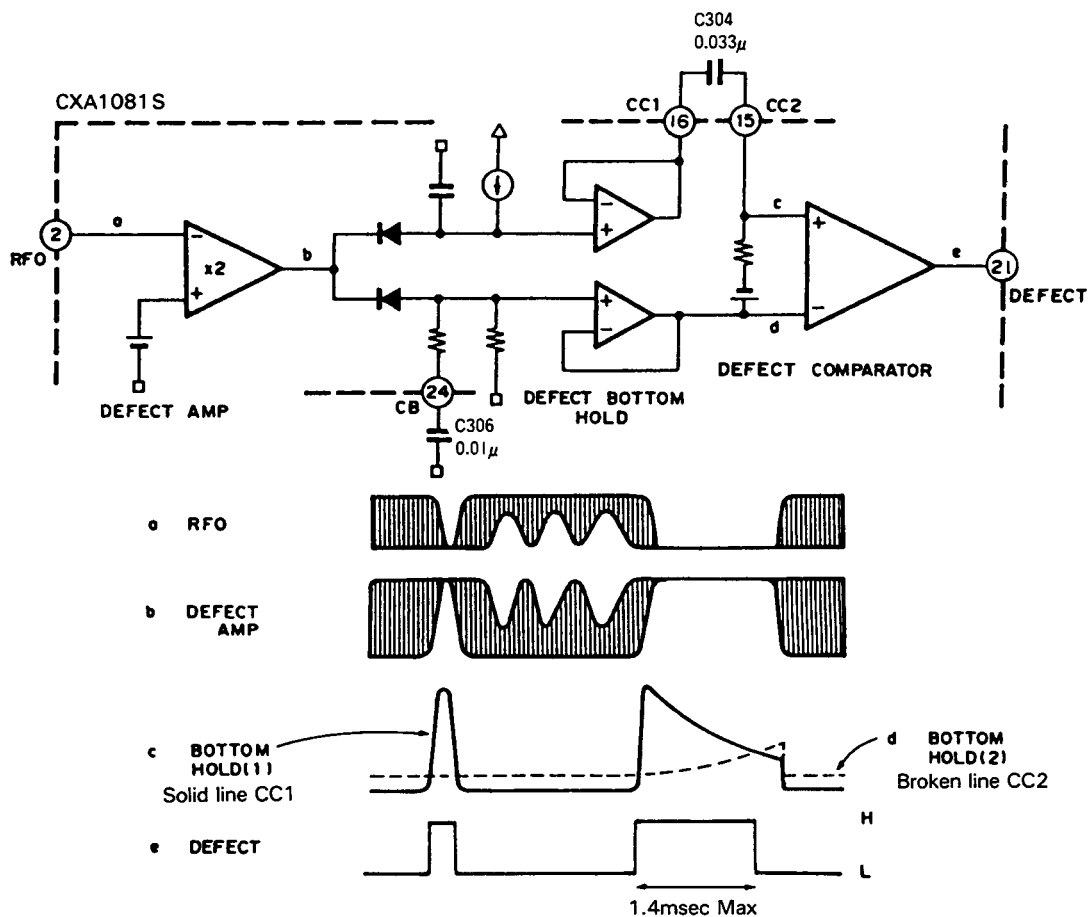 C304
0.033μ
CXA1081S
CC1
16
15
CC2
2
RFO
a
−
×2
+
b
−
+
+
−
c
d
+
−
e
21
DEFECT
DEFECT AMP
24
CB
C306
0.01μ
DEFECT BOTTOM
HOLD
DEFECT COMPARATOR
a RFO
b DEFECT
AMP
c BOTTOM
HOLD(1)
Solid line CC1
d BOTTOM
HOLD(2)
Broken line CC2
e DEFECT
H
L
1.4msec Max